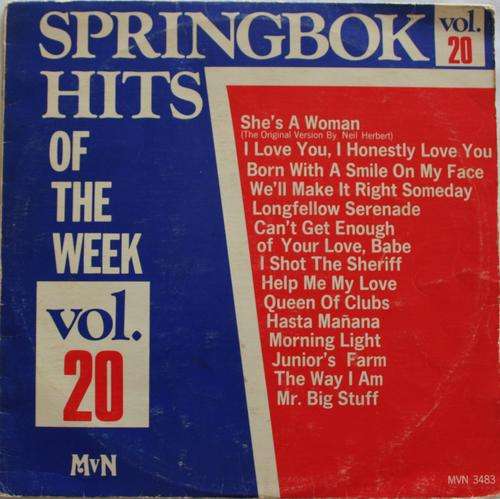 SPRINGBOK
vol.
20
HITS
OF
THE
WEEK
vol.
20
MvN
She's A Woman
(The Original Version By Neil Herbert)
I Love You, I Honestly Love You
Born With A Smile On My Face
We'll Make It Right Someday
Longfellow Serenade
Can't Get Enough
of Your Love, Babe
I Shot The Sheriff
Help Me My Love
Queen Of Clubs
Hasta Mañana
Morning Light
Junior's Farm
The Way I Am
Mr. Big Stuff
MVN 3483